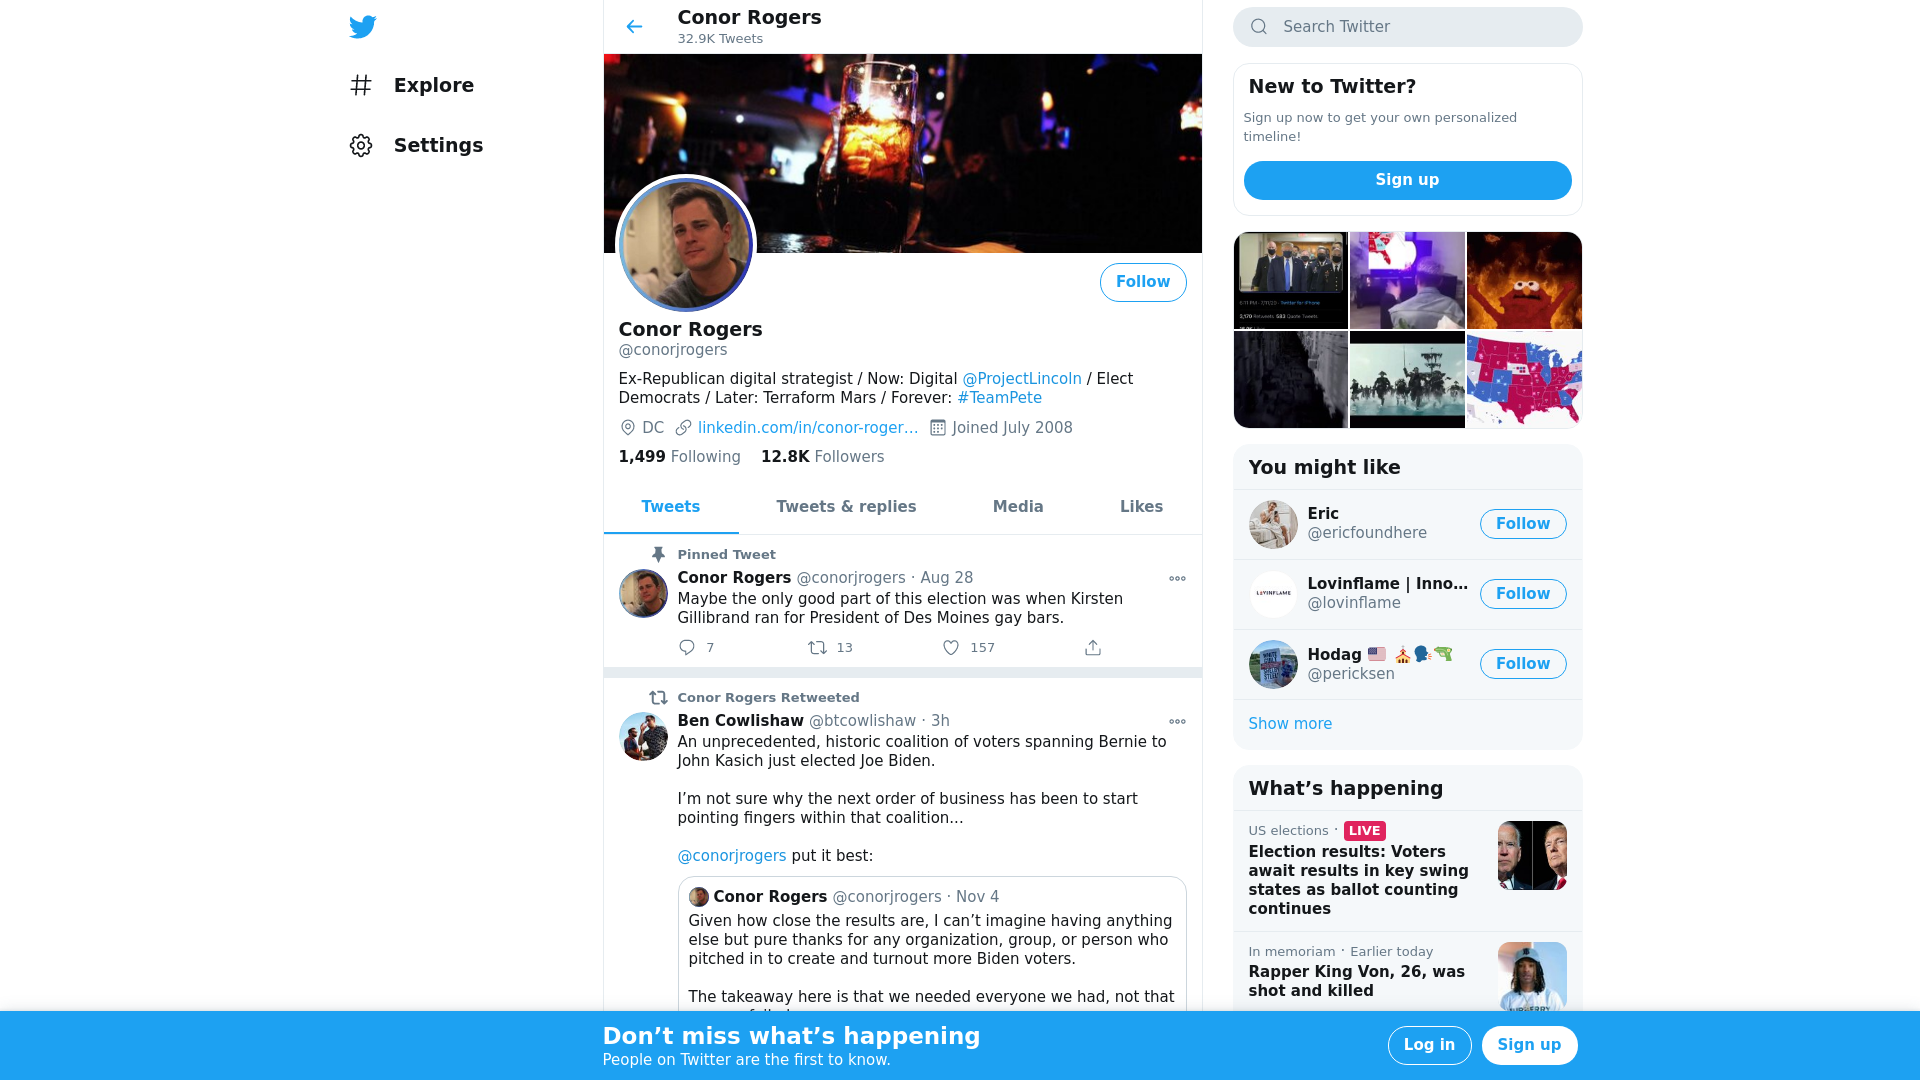 Conor Rogers
32.9K Tweets
Explore
Settings
Follow
Conor Rogers
@conorjrogers
Ex-Republican digital strategist / Now: Digital @ProjectLincoln / Elect
Democrats / Later: Terraform Mars / Forever: #TeamPete
DC linkedin.com/in/conor-roger… Joined July 2008
1,499 Following 12.8K Followers
Tweets Tweets & replies Media Likes
Pinned Tweet
Conor Rogers @conorjrogers · Aug 28
Maybe the only good part of this election was when Kirsten
Gillibrand ran for President of Des Moines gay bars.
7 13 157
Conor Rogers Retweeted
Ben Cowlishaw @btcowlishaw · 3h
An unprecedented, historic coalition of voters spanning Bernie to
John Kasich just elected Joe Biden.
I’m not sure why the next order of business has been to start
pointing fingers within that coalition...
@conorjrogers put it best:
Conor Rogers @conorjrogers · Nov 4
Given how close the results are, I can’t imagine having anything
else but pure thanks for any organization, group, or person who
pitched in to create and turnout more Biden voters.
The takeaway here is that we needed everyone we had, not that
Search Twitter
New to Twitter?
Sign up now to get your own personalized
timeline!
Sign up
You might like
Eric
@ericfoundhere
Follow
LOVINFLAME
Lovinflame | Inno…
@lovinflame
Follow
Hodag 🇺🇸 ⛪🗣️🔫
@pericksen
Follow
Show more
What’s happening
US elections · LIVE
Election results: Voters
await results in key swing
states as ballot counting
continues
In memoriam · Earlier today
Rapper King Von, 26, was
shot and killed
Don’t miss what’s happening
People on Twitter are the first to know.
Log in
Sign up